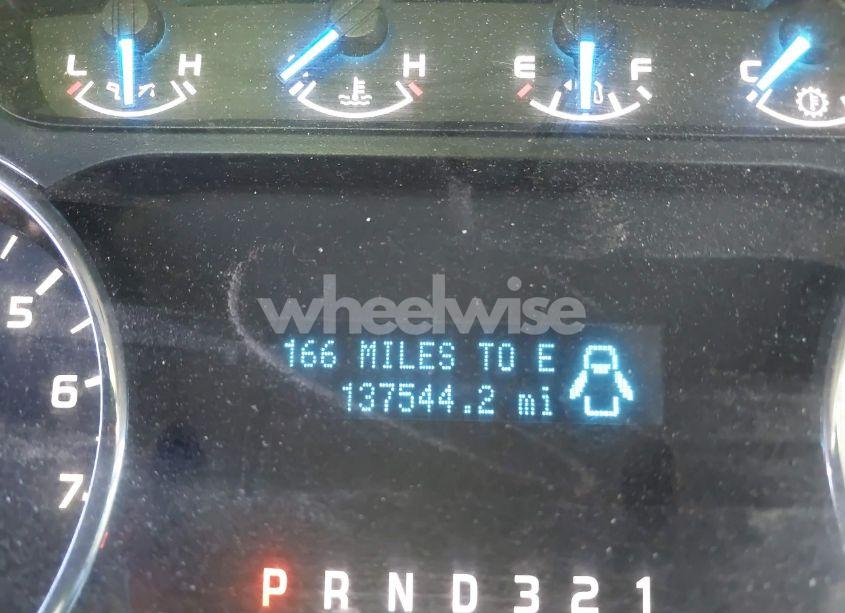 L H H E F C
wheelwise
5
166 MILES TO E
137544.2 mi
6
7
P R N D 3 2 1